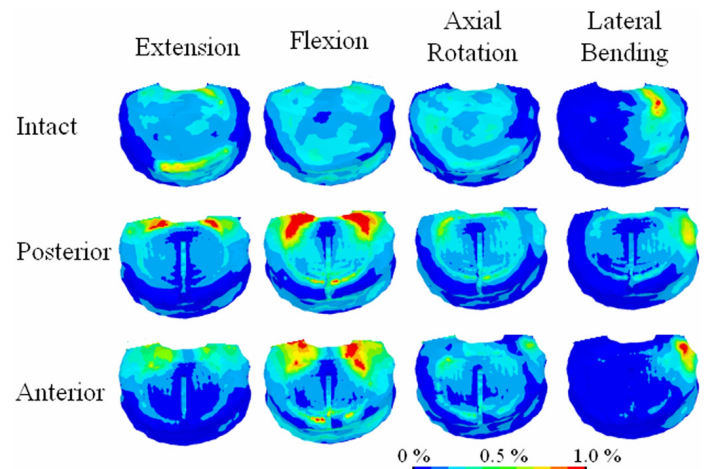 Extension Flexion Axial Rotation Lateral Bending
Intact
Posterior
Anterior
0 % 0.5 % 1.0 %